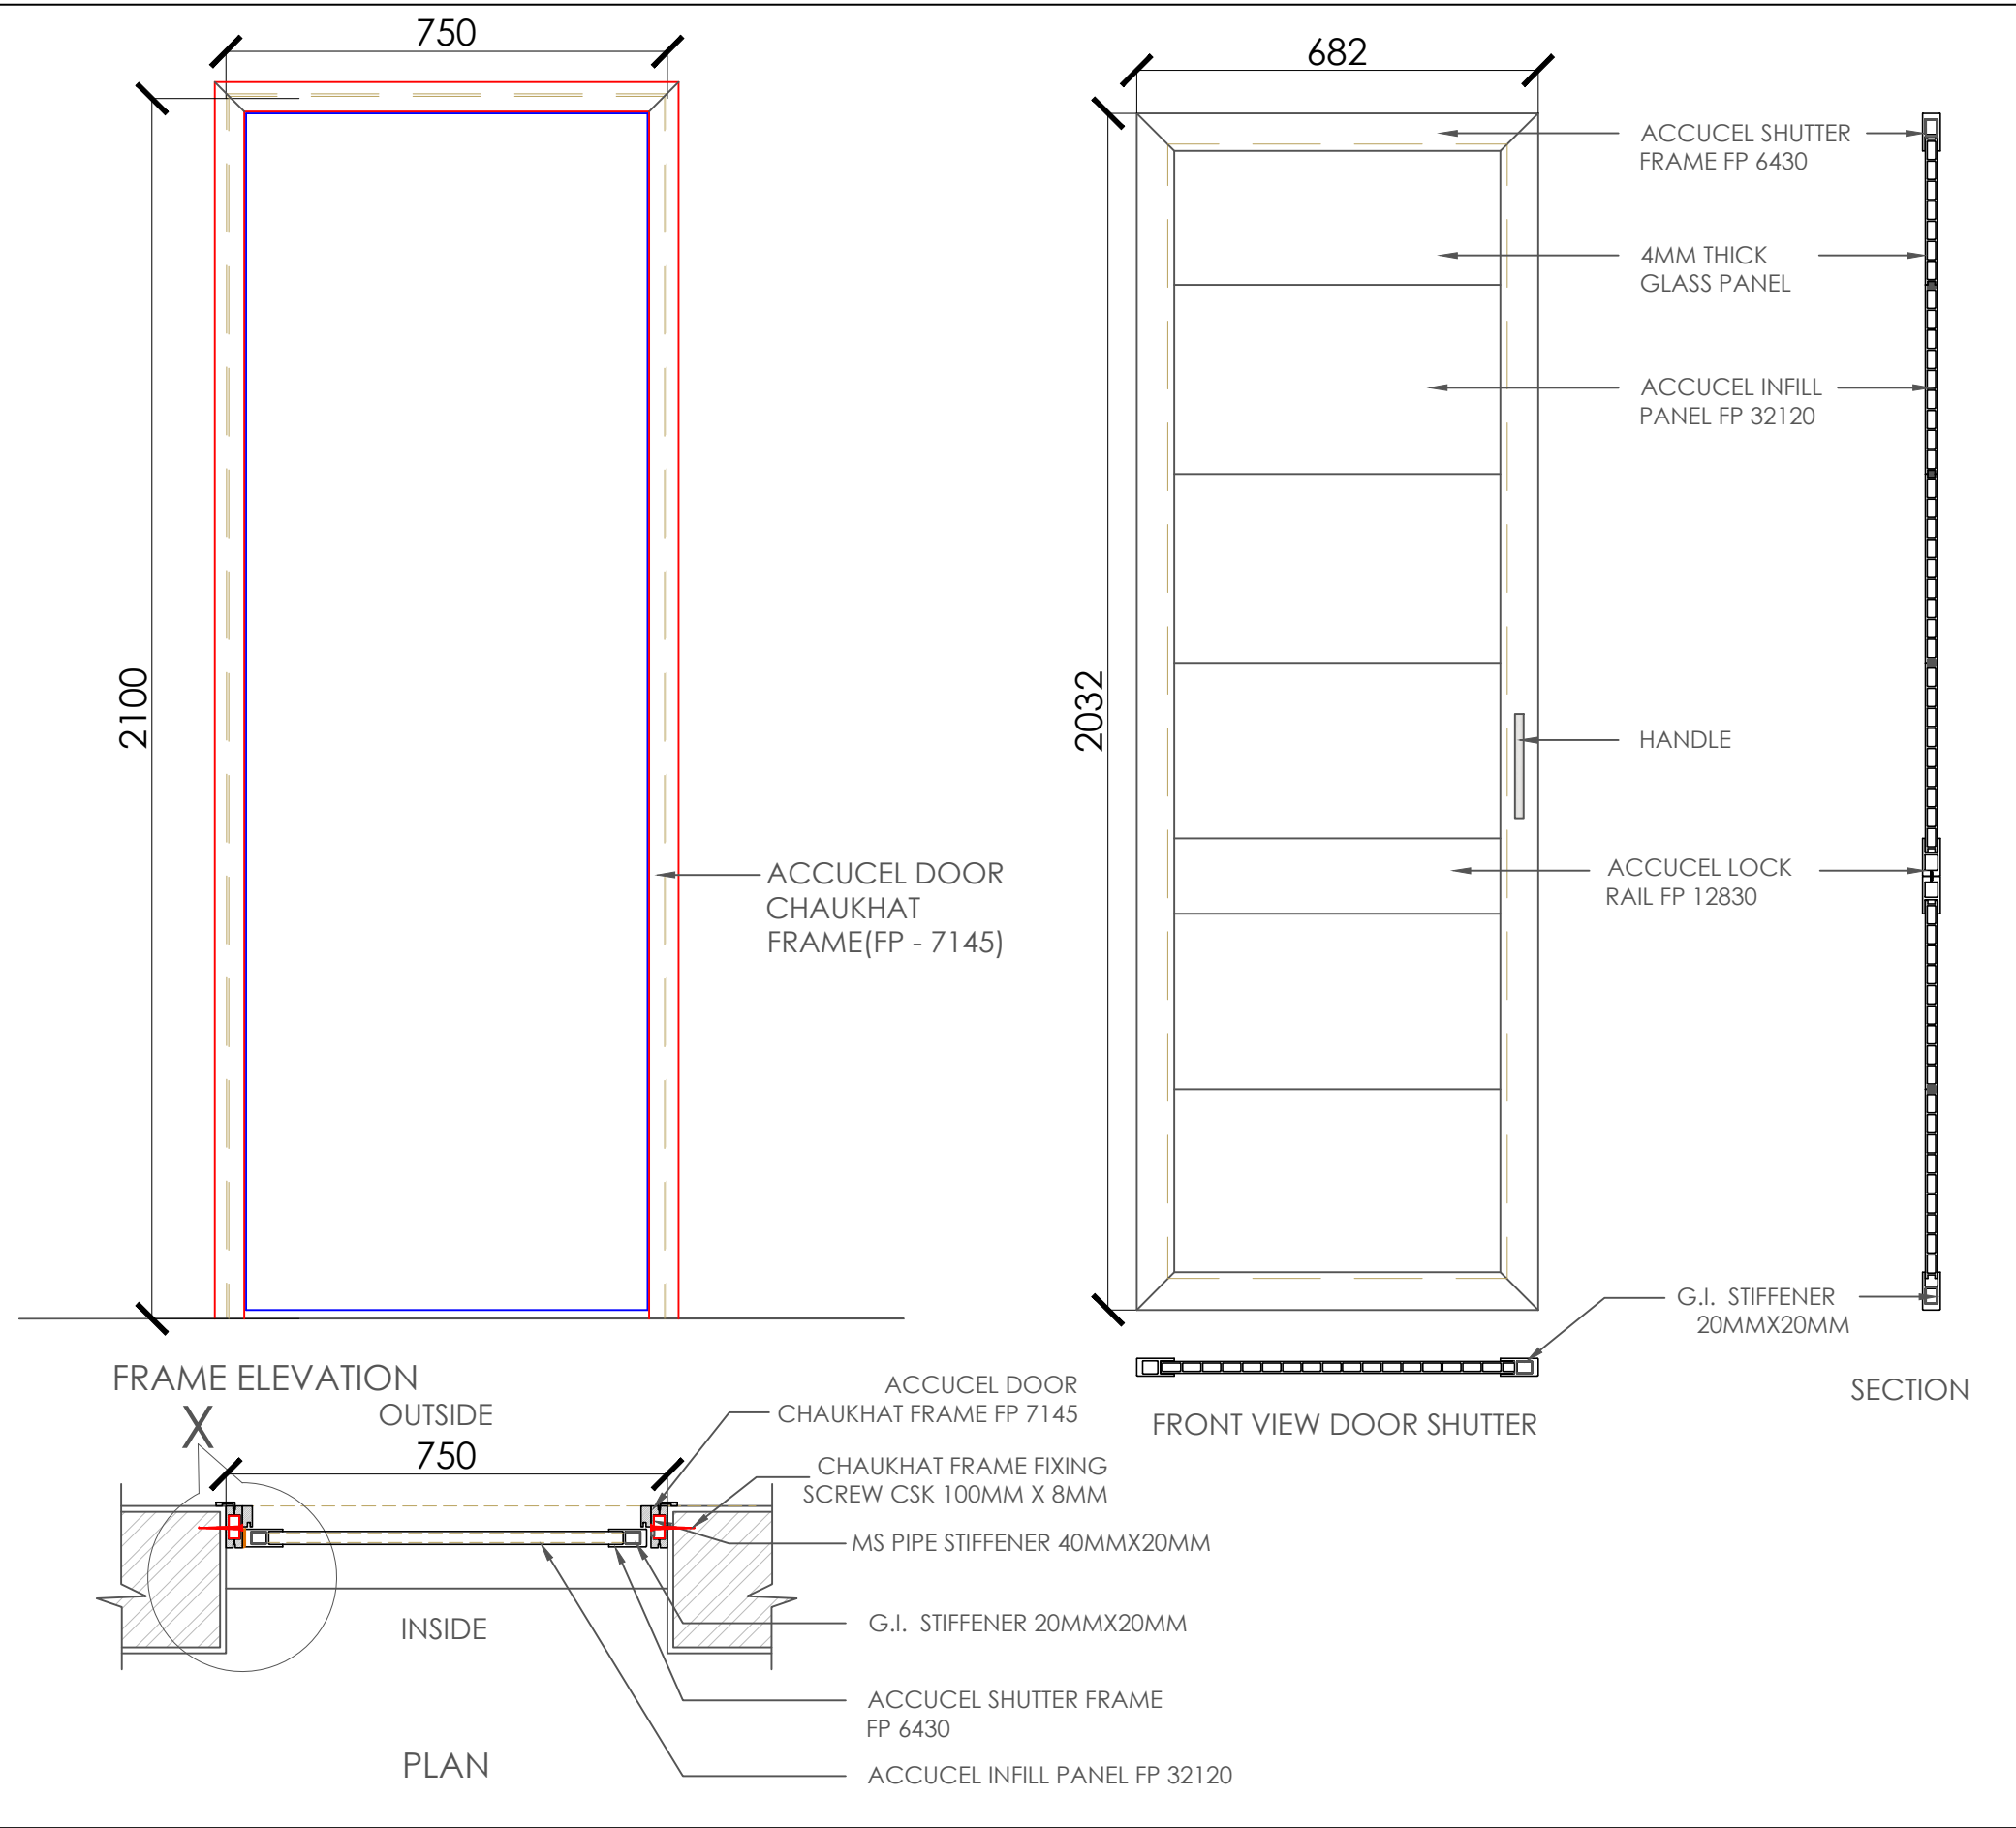 750
2100
ACCUCEL DOOR
CHAUKHAT
FRAME(FP - 7145)
FRAME ELEVATION
682
2032
ACCUCEL SHUTTER
FRAME FP 6430
4MM THICK
GLASS PANEL
ACCUCEL INFILL
PANEL FP 32120
HANDLE
ACCUCEL LOCK
RAIL FP 12830
G.I. STIFFENER
20MMX20MM
FRONT VIEW DOOR SHUTTER
SECTION
X
OUTSIDE
750
ACCUCEL DOOR
CHAUKHAT FRAME FP 7145
CHAUKHAT FRAME FIXING
SCREW CSK 100MM X 8MM
MS PIPE STIFFENER 40MMX20MM
G.I. STIFFENER 20MMX20MM
INSIDE
ACCUCEL SHUTTER FRAME
FP 6430
ACCUCEL INFILL PANEL FP 32120
PLAN